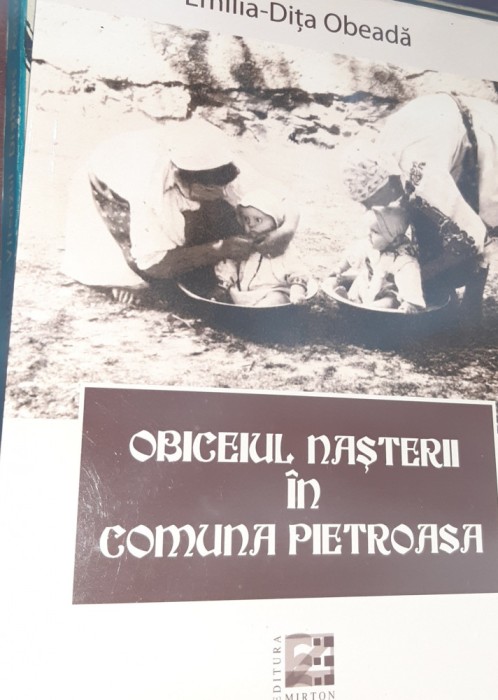 Emilia-Dița Obeadă
OBICEIUL NAȘTERII
ÎN
COMUNA PIETROASA
EDITURA
MIRTON